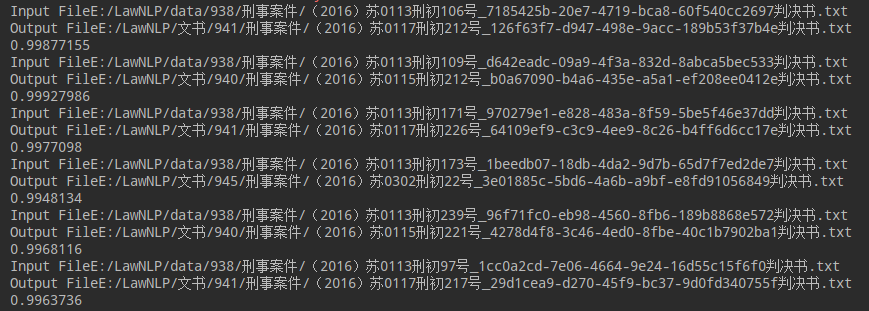 Input FileE:/LawNLP/data/938/刑事案件/（2016）苏0113刑初106号_7185425b-20e7-4719-bca8-60f540cc2697判决书.txt
Output FileE:/LawNLP/文书/941/刑事案件/（2016）苏0117刑初212号_126f63f7-d947-498e-9acc-189b53f37b4e判决书.txt
0.99877155
Input FileE:/LawNLP/data/938/刑事案件/（2016）苏0113刑初109号_d642eadc-09a9-4f3a-832d-8abca5bec533判决书.txt
Output FileE:/LawNLP/文书/940/刑事案件/（2016）苏0115刑初212号_b0a67090-b4a6-435e-a5a1-ef208ee0412e判决书.txt
0.99927986
Input FileE:/LawNLP/data/938/刑事案件/（2016）苏0113刑初171号_970279e1-e828-483a-8f59-5be5f46e37dd判决书.txt
Output FileE:/LawNLP/文书/941/刑事案件/（2016）苏0117刑初226号_64109ef9-c3c9-4ee9-8c26-b4ff6d6cc17e判决书.txt
0.9977098
Input FileE:/LawNLP/data/938/刑事案件/（2016）苏0113刑初173号_1beedb07-18db-4da2-9d7b-65d7f7ed2de7判决书.txt
Output FileE:/LawNLP/文书/945/刑事案件/（2016）苏0302刑初22号_3e01885c-5bd6-4a6b-a9bf-e8fd91056849判决书.txt
0.9948134
Input FileE:/LawNLP/data/938/刑事案件/（2016）苏0113刑初239号_96f71fc0-eb98-4560-8fb6-189b8868e572判决书.txt
Output FileE:/LawNLP/文书/940/刑事案件/（2016）苏0115刑初221号_4278d4f8-3c46-4ed0-8fbe-40c1b7902ba1判决书.txt
0.9968116
Input FileE:/LawNLP/data/938/刑事案件/（2016）苏0113刑初97号_1cc0a2cd-7e06-4664-9e24-16d55c15f6f0判决书.txt
Output FileE:/LawNLP/文书/941/刑事案件/（2016）苏0117刑初217号_29d1cea9-d270-45f9-bc37-9d0fd340755f判决书.txt
0.9963736